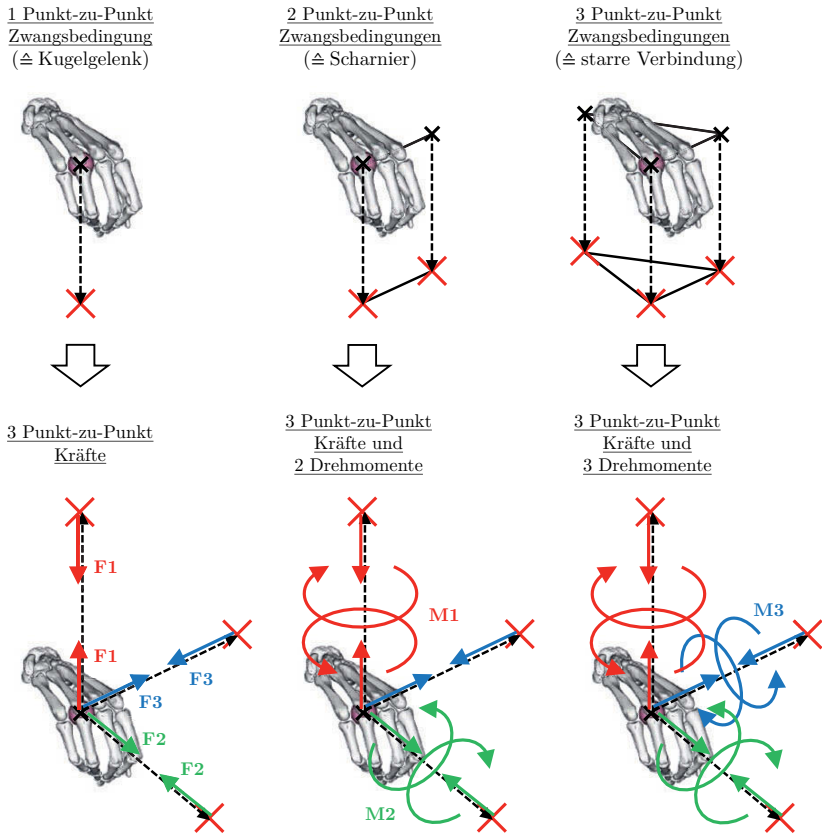 1 Punkt-zu-Punkt
Zwangsbedingung
(≙ Kugelgelenk)
2 Punkt-zu-Punkt
Zwangsbedingungen
(≙ Scharnier)
3 Punkt-zu-Punkt
Zwangsbedingungen
(≙ starre Verbindung)
3 Punkt-zu-Punkt
Kräfte
3 Punkt-zu-Punkt
Kräfte und
2 Drehmomente
3 Punkt-zu-Punkt
Kräfte und
3 Drehmomente
F1
F1
F3
F3
F2
F2
M1
M2
M3